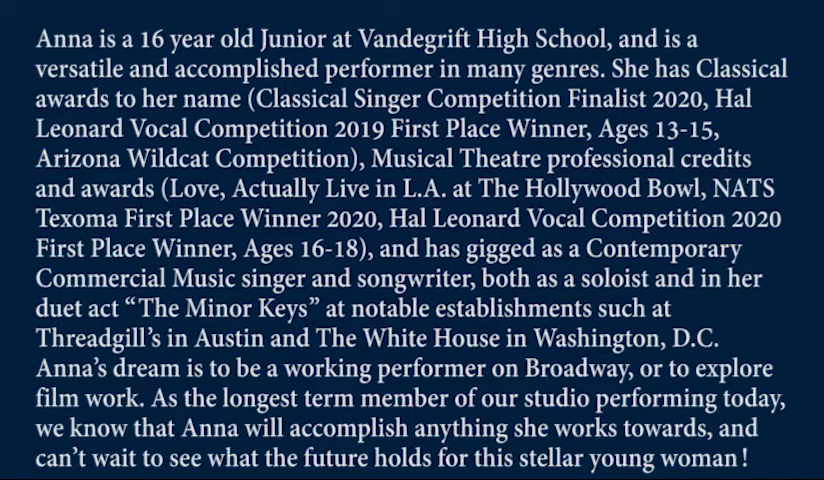 Anna is a 16 year old Junior at Vandegrift High School, and is a
versatile and accomplished performer in many genres. She has Classical
awards to her name (Classical Singer Competition Finalist 2020, Hal
Leonard Vocal Competition 2019 First Place Winner, Ages 13-15,
Arizona Wildcat Competition), Musical Theatre professional credits
and awards (Love, Actually Live in L.A. at The Hollywood Bowl, NATS
Texoma First Place Winner 2020, Hal Leonard Vocal Competition 2020
First Place Winner, Ages 16-18), and has gigged as a Contemporary
Commercial Music singer and songwriter, both as a soloist and in her
duet act “The Minor Keys” at notable establishments such at
Threadgill’s in Austin and The White House in Washington, D.C.
Anna’s dream is to be a working performer on Broadway, or to explore
film work. As the longest term member of our studio performing today,
we know that Anna will accomplish anything she works towards, and
can’t wait to see what the future holds for this stellar young woman!